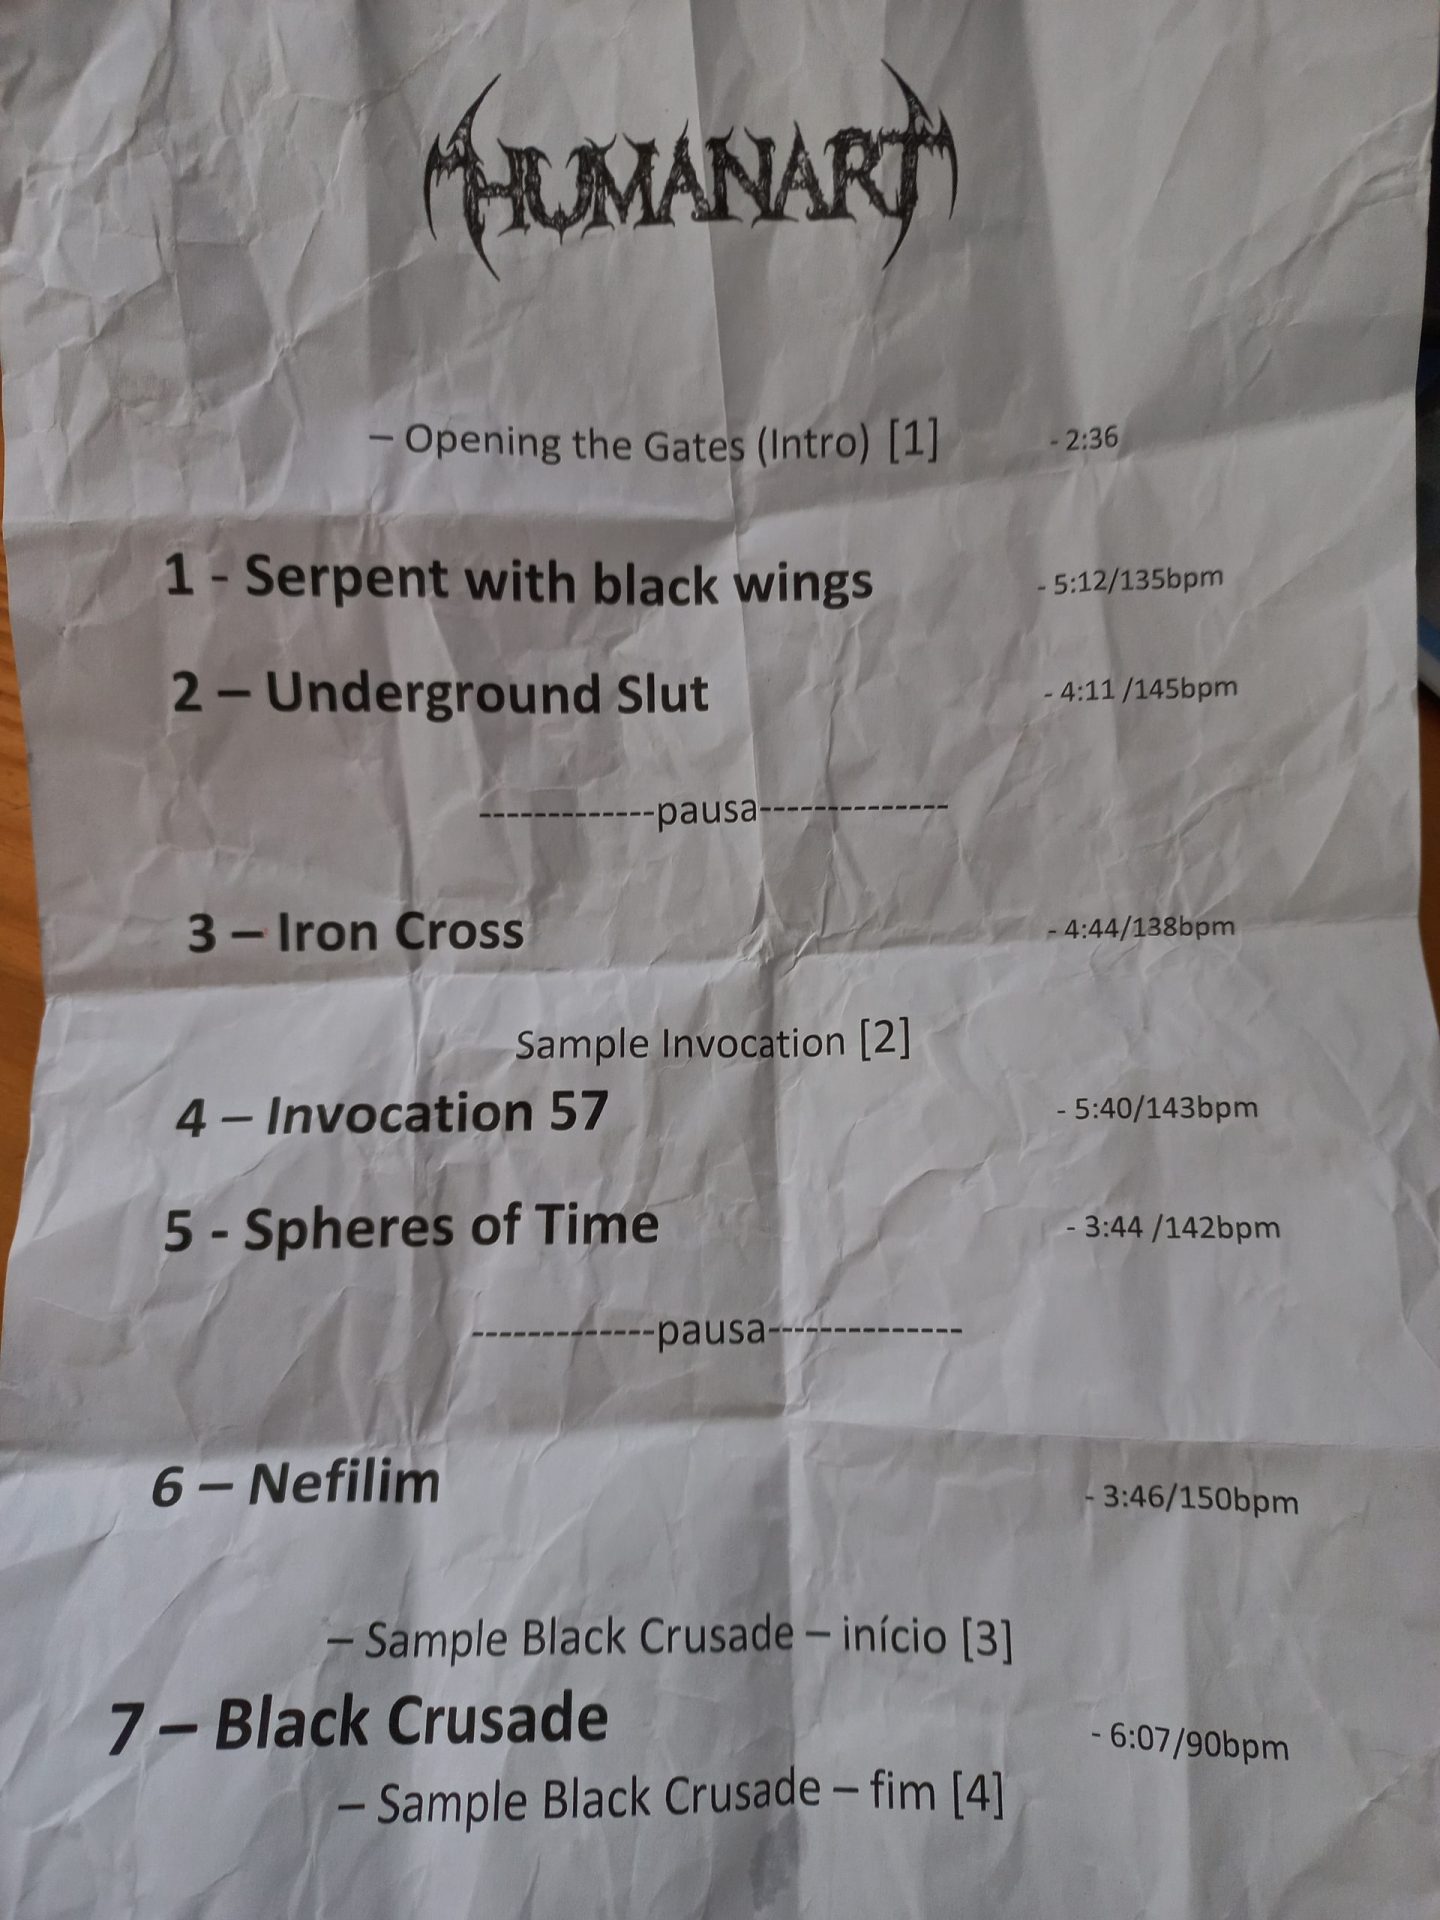 HUMANART
– Opening the Gates (Intro) [1] - 2:36
1 - Serpent with black wings - 5:12/135bpm
2 – Underground Slut - 4:11 /145bpm
-------------pausa--------------
3 – Iron Cross - 4:44/138bpm
Sample Invocation [2]
4 – Invocation 57 - 5:40/143bpm
5 - Spheres of Time - 3:44 /142bpm
-------------pausa--------------
6 – Nefilim - 3:46/150bpm
– Sample Black Crusade – início [3]
7 – Black Crusade - 6:07/90bpm
– Sample Black Crusade – fim [4]